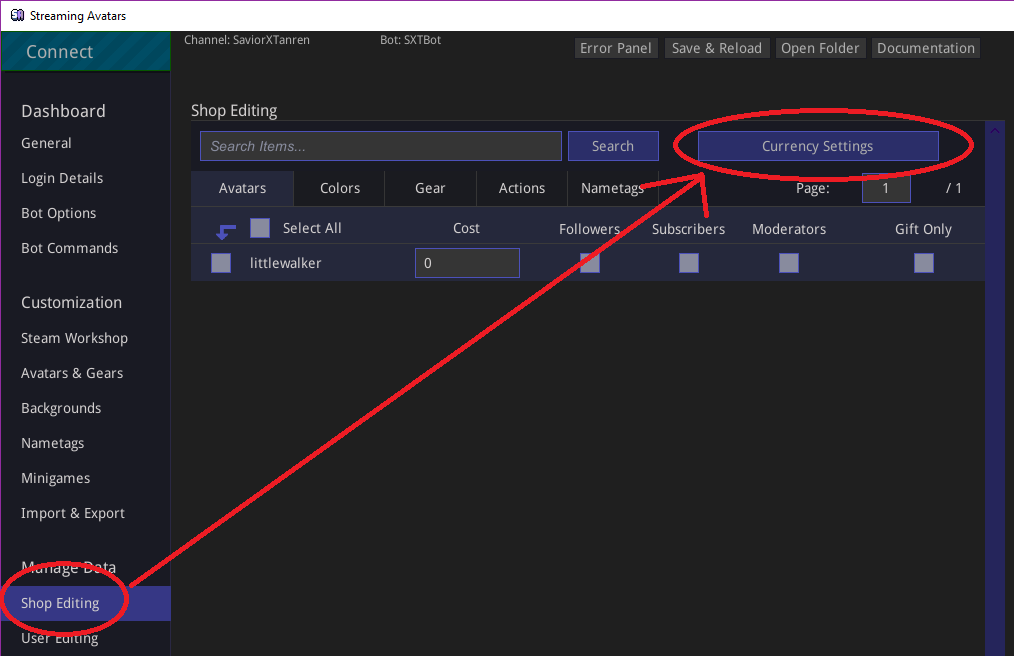 Streaming Avatars
Connect
Channel: SaviorXTanren
Bot: SXTBot
Error Panel
Save & Reload
Open Folder
Documentation
Dashboard
General
Login Details
Bot Options
Bot Commands
Customization
Steam Workshop
Avatars & Gears
Backgrounds
Nametags
Minigames
Import & Export
Manage Data
Shop Editing
User Editing
Shop Editing
Search Items...
Search
Currency Settings
Avatars
Colors
Gear
Actions
Nametags
Page:
1
/ 1
Select All
Cost
Followers
Subscribers
Moderators
Gift Only
littlewalker
0